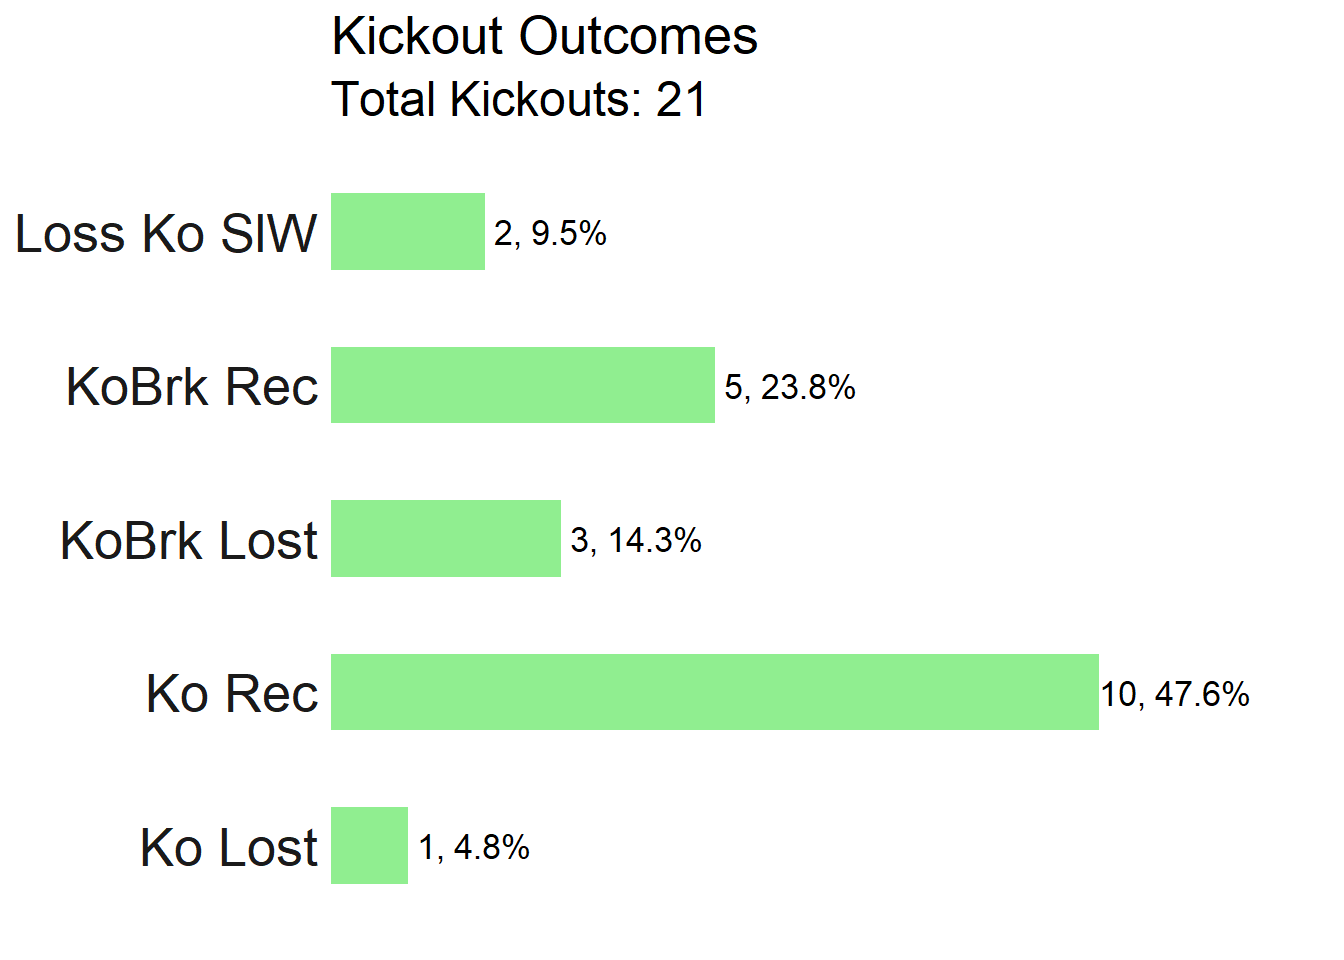 Kickout Outcomes
Total Kickouts: 21
Loss Ko SlW 2, 9.5%
KoBrk Rec 5, 23.8%
KoBrk Lost 3, 14.3%
Ko Rec 10, 47.6%
Ko Lost 1, 4.8%